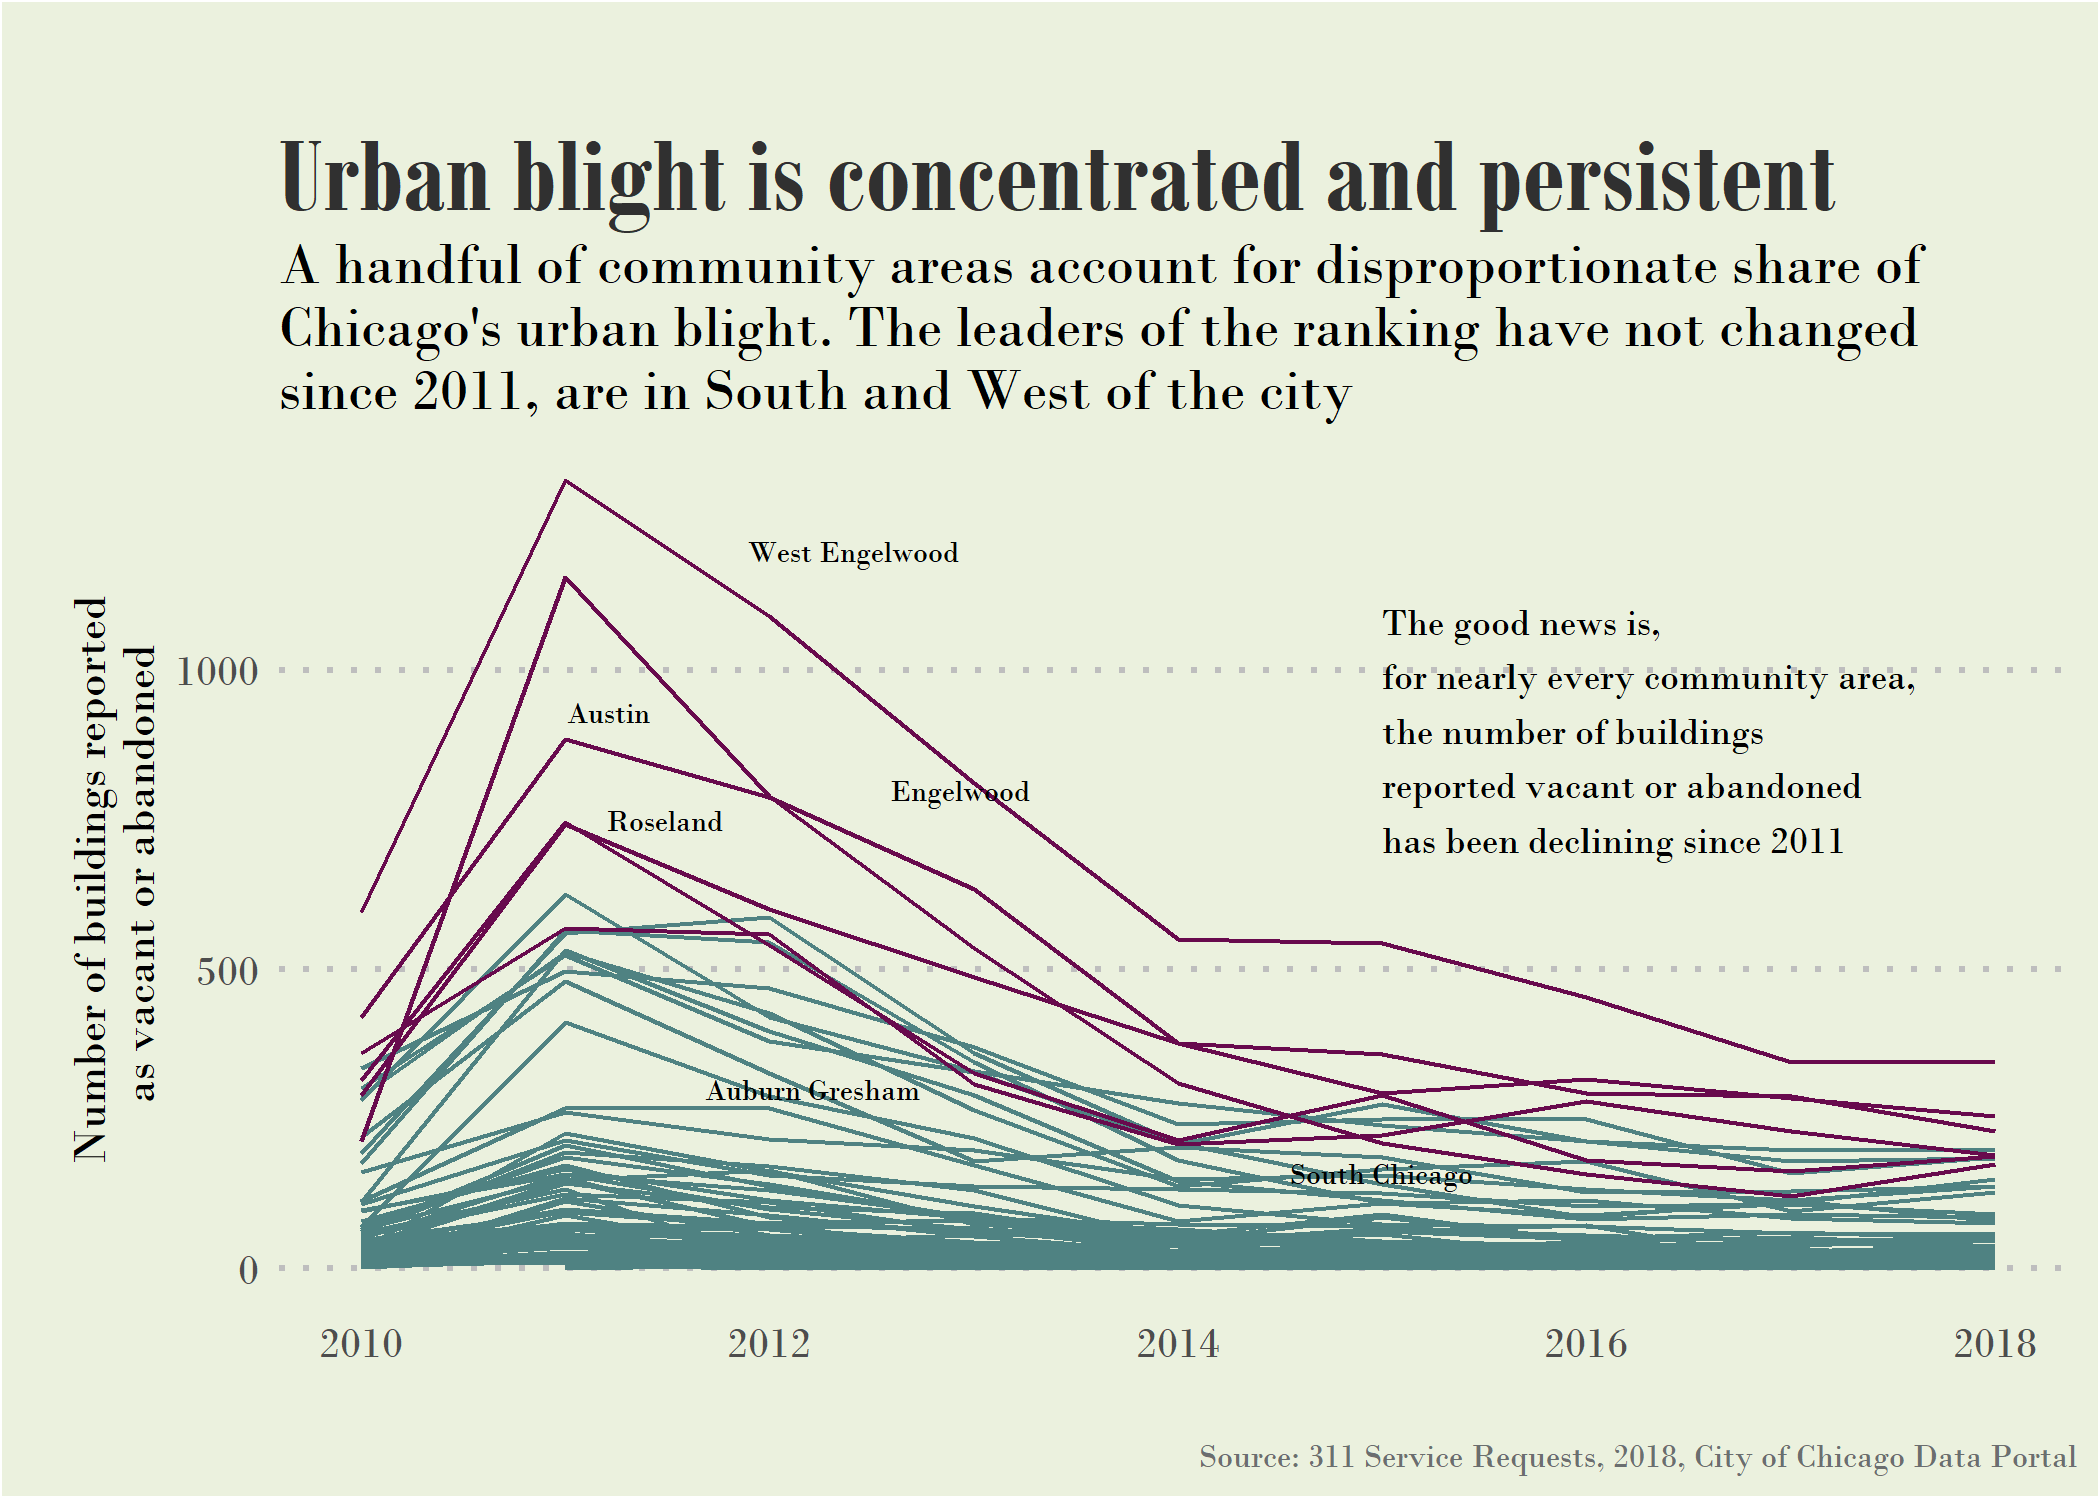 Urban blight is concentrated and persistent
A handful of community areas account for disproportionate share of
Chicago's urban blight. The leaders of the ranking have not changed
since 2011, are in South and West of the city
Number of buildings reported
as vacant or abandoned
1000
500
0
West Engelwood
Austin
Engelwood
Roseland
Auburn Gresham
South Chicago
The good news is,
for nearly every community area,
the number of buildings
reported vacant or abandoned
has been declining since 2011
2010
2012
2014
2016
2018
Source: 311 Service Requests, 2018, City of Chicago Data Portal